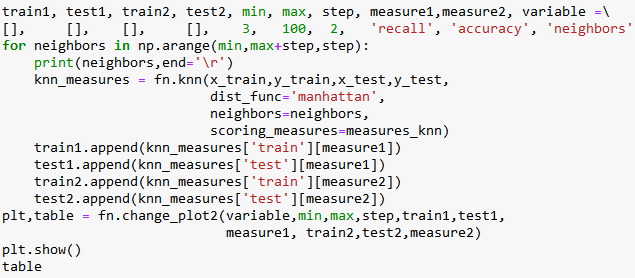 train1, test1, train2, test2, min, max, step, measure1,measure2, variable =\
[],     [],     [],     [],    3,   100,  2,   'recall', 'accuracy', 'neighbors'
for neighbors in np.arange(min,max+step,step):
    print(neighbors,end='\r')
    knn_measures = fn.knn(x_train,y_train,x_test,y_test,
                          dist_func='manhattan',
                          neighbors=neighbors,
                          scoring_measures=measures_knn)
    train1.append(knn_measures['train'][measure1])
    test1.append(knn_measures['test'][measure1])
    train2.append(knn_measures['train'][measure2])
    test2.append(knn_measures['test'][measure2])
plt,table = fn.change_plot2(variable,min,max,step,train1,test1,
                            measure1, train2,test2,measure2)
plt.show()
table